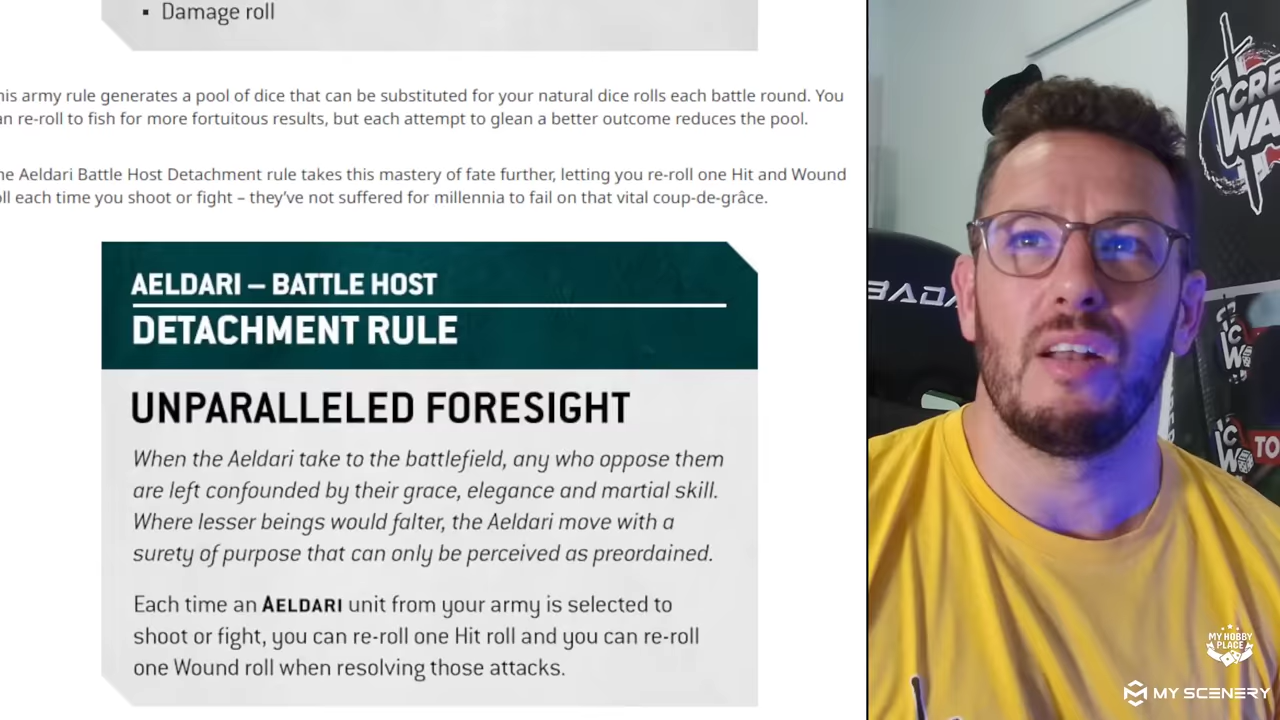 ▪ Damage roll
his army rule generates a pool of dice that can be substituted for your natural dice rolls each battle round. You
an re-roll to fish for more fortuitous results, but each attempt to glean a better outcome reduces the pool.
he Aeldari Battle Host Detachment rule takes this mastery of fate further, letting you re-roll one Hit and Wound
oll each time you shoot or fight – they’ve not suffered for millennia to fail on that vital coup-de-grâce.
AELDARI – BATTLE HOST
DETACHMENT RULE
UNPARALLELED FORESIGHT
When the Aeldari take to the battlefield, any who oppose them
are left confounded by their grace, elegance and martial skill.
Where lesser beings would falter, the Aeldari move with a
surety of purpose that can only be perceived as preordained.
Each time an AELDARI unit from your army is selected to
shoot or fight, you can re-roll one Hit roll and you can re-roll
one Wound roll when resolving those attacks.
CRE
WA
C
W
C
W
TO
MY HOBBY
PLACE
MY SCENERY